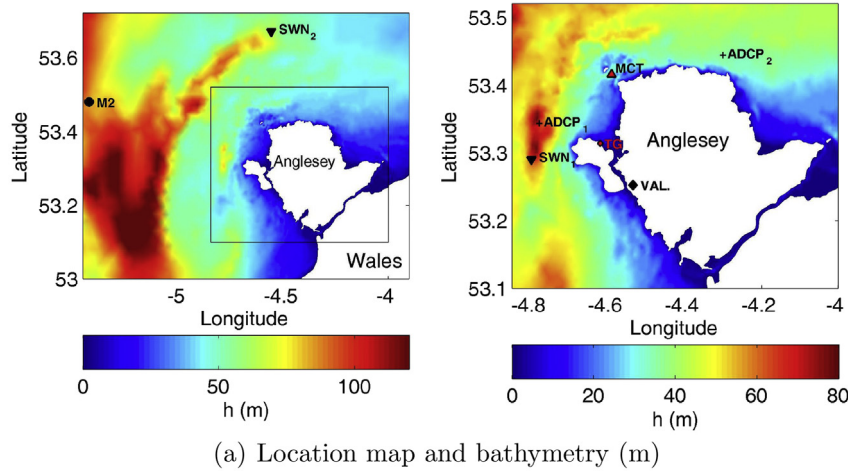 53.6
53.4
53.2
53
Latitude
SWN2
M2
Anglesey
Wales
-5 -4.5 -4
Longitude
0 50 100
h (m)
53.5
53.4
53.3
53.2
53.1
Latitude
MCT
+ADCP2
+ADCP1
TG
SWN
VAL.
Anglesey
-4.8 -4.6 -4.4 -4.2 -4
Longitude
0 20 40 60 80
h (m)
(a) Location map and bathymetry (m)